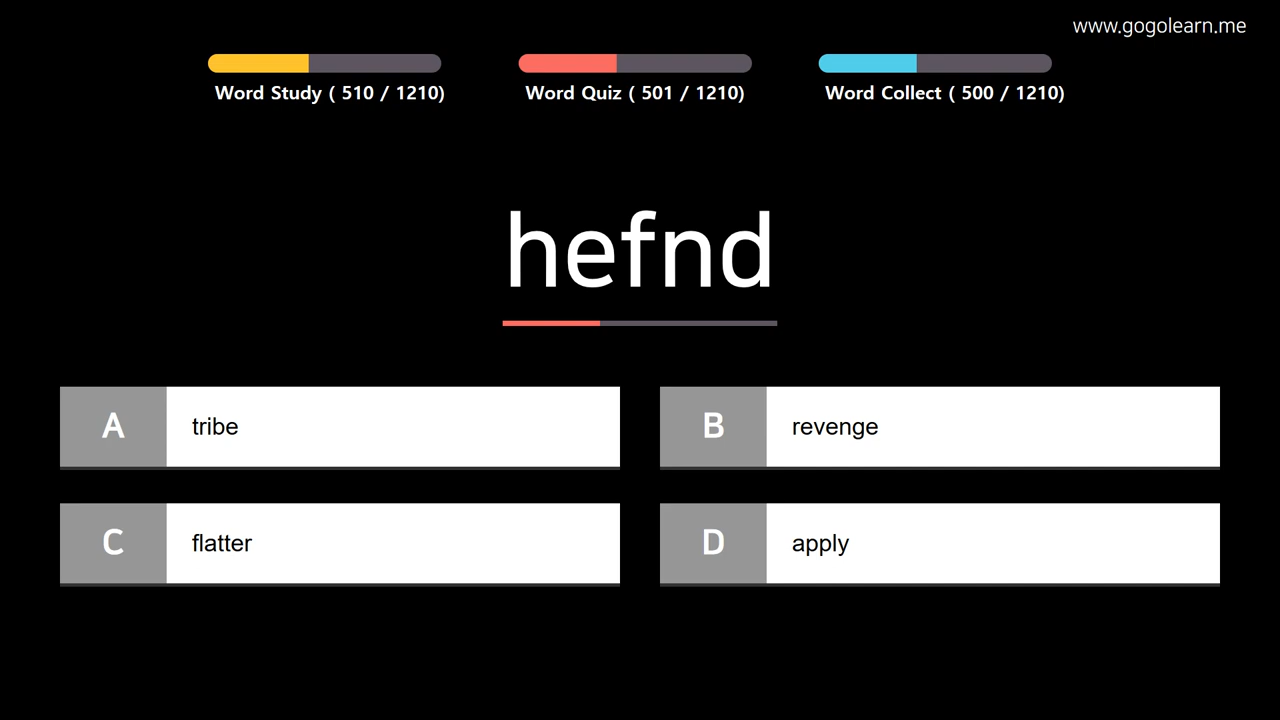 www.gogolearn.me
Word Study ( 510 / 1210)
Word Quiz ( 501 / 1210)
Word Collect ( 500 / 1210)
hefnd
A tribe
B revenge
C flatter
D apply